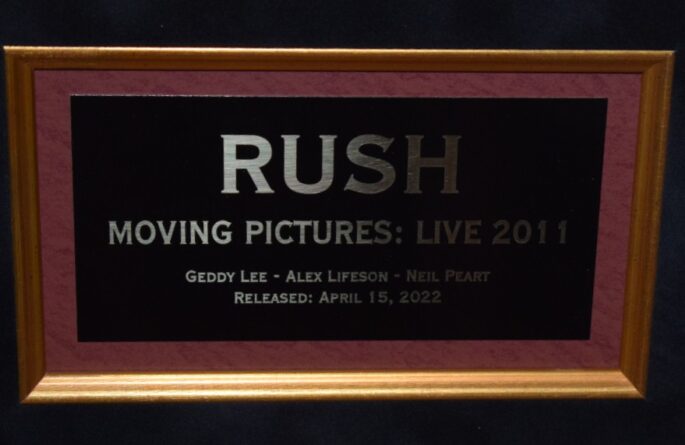 RUSH
MOVING PICTURES: LIVE 2011
GEDDY LEE - ALEX LIFESON - NEIL PEART
RELEASED: APRIL 15, 2022